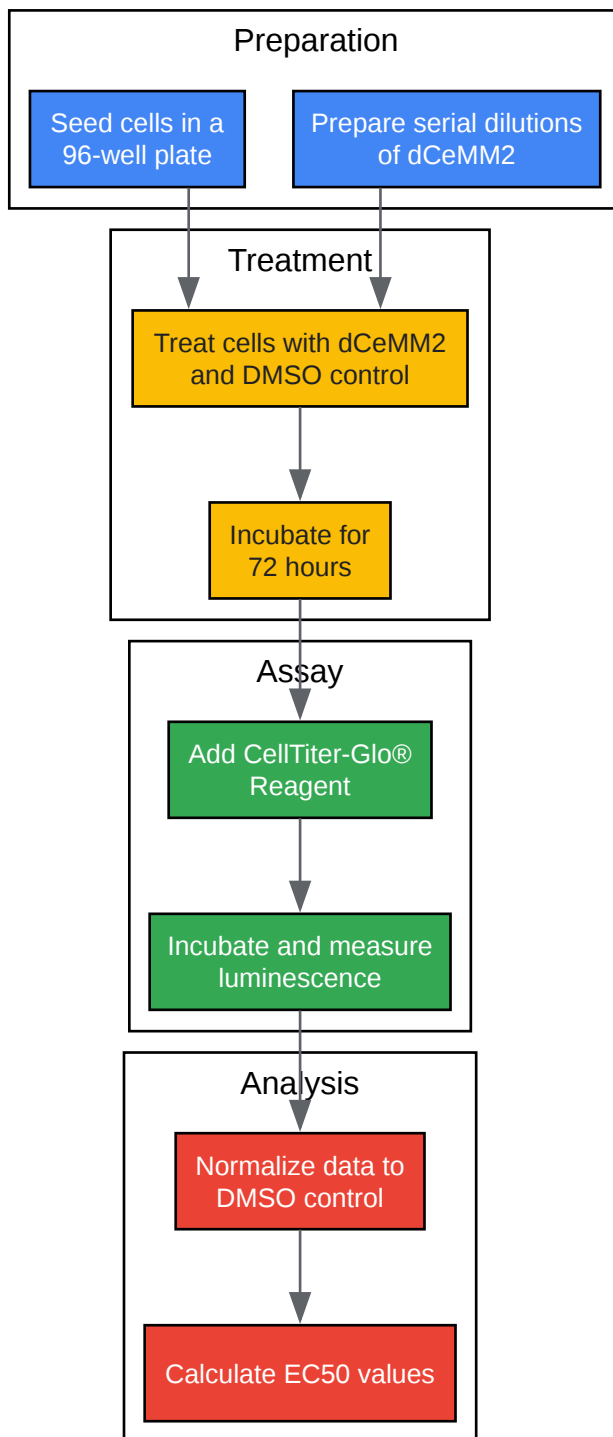 Preparation
Seed cells in a
96-well plate
Prepare serial dilutions
of dCeMM2
Treatment
Treat cells with dCeMM2
and DMSO control
Incubate for
72 hours
Assay
Add CellTiter-Glo®
Reagent
Incubate and measure
luminescence
Analysis
Normalize data to
DMSO control
Calculate EC50 values